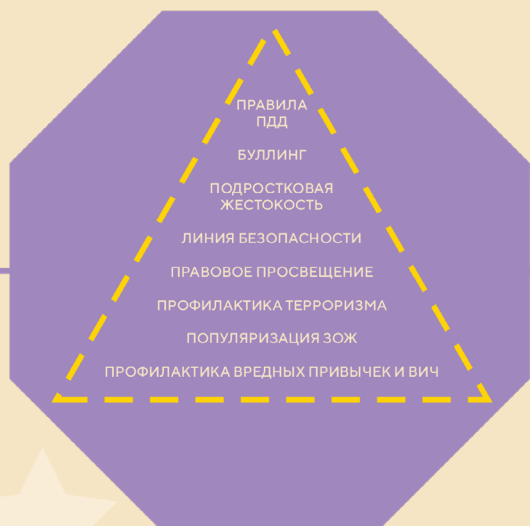 ПРАВИЛА
ПДД
БУЛЛИНГ
ПОДРОСТКОВАЯ
ЖЕСТОКОСТЬ
ЛИНИЯ БЕЗОПАСНОСТИ
ПРАВОВОЕ ПРОСВЕЩЕНИЕ
ПРОФИЛАКТИКА ТЕРРОРИЗМА
ПОПУЛЯРИЗАЦИЯ ЗОЖ
ПРОФИЛАКТИКА ВРЕДНЫХ ПРИВЫЧЕК И ВИЧ